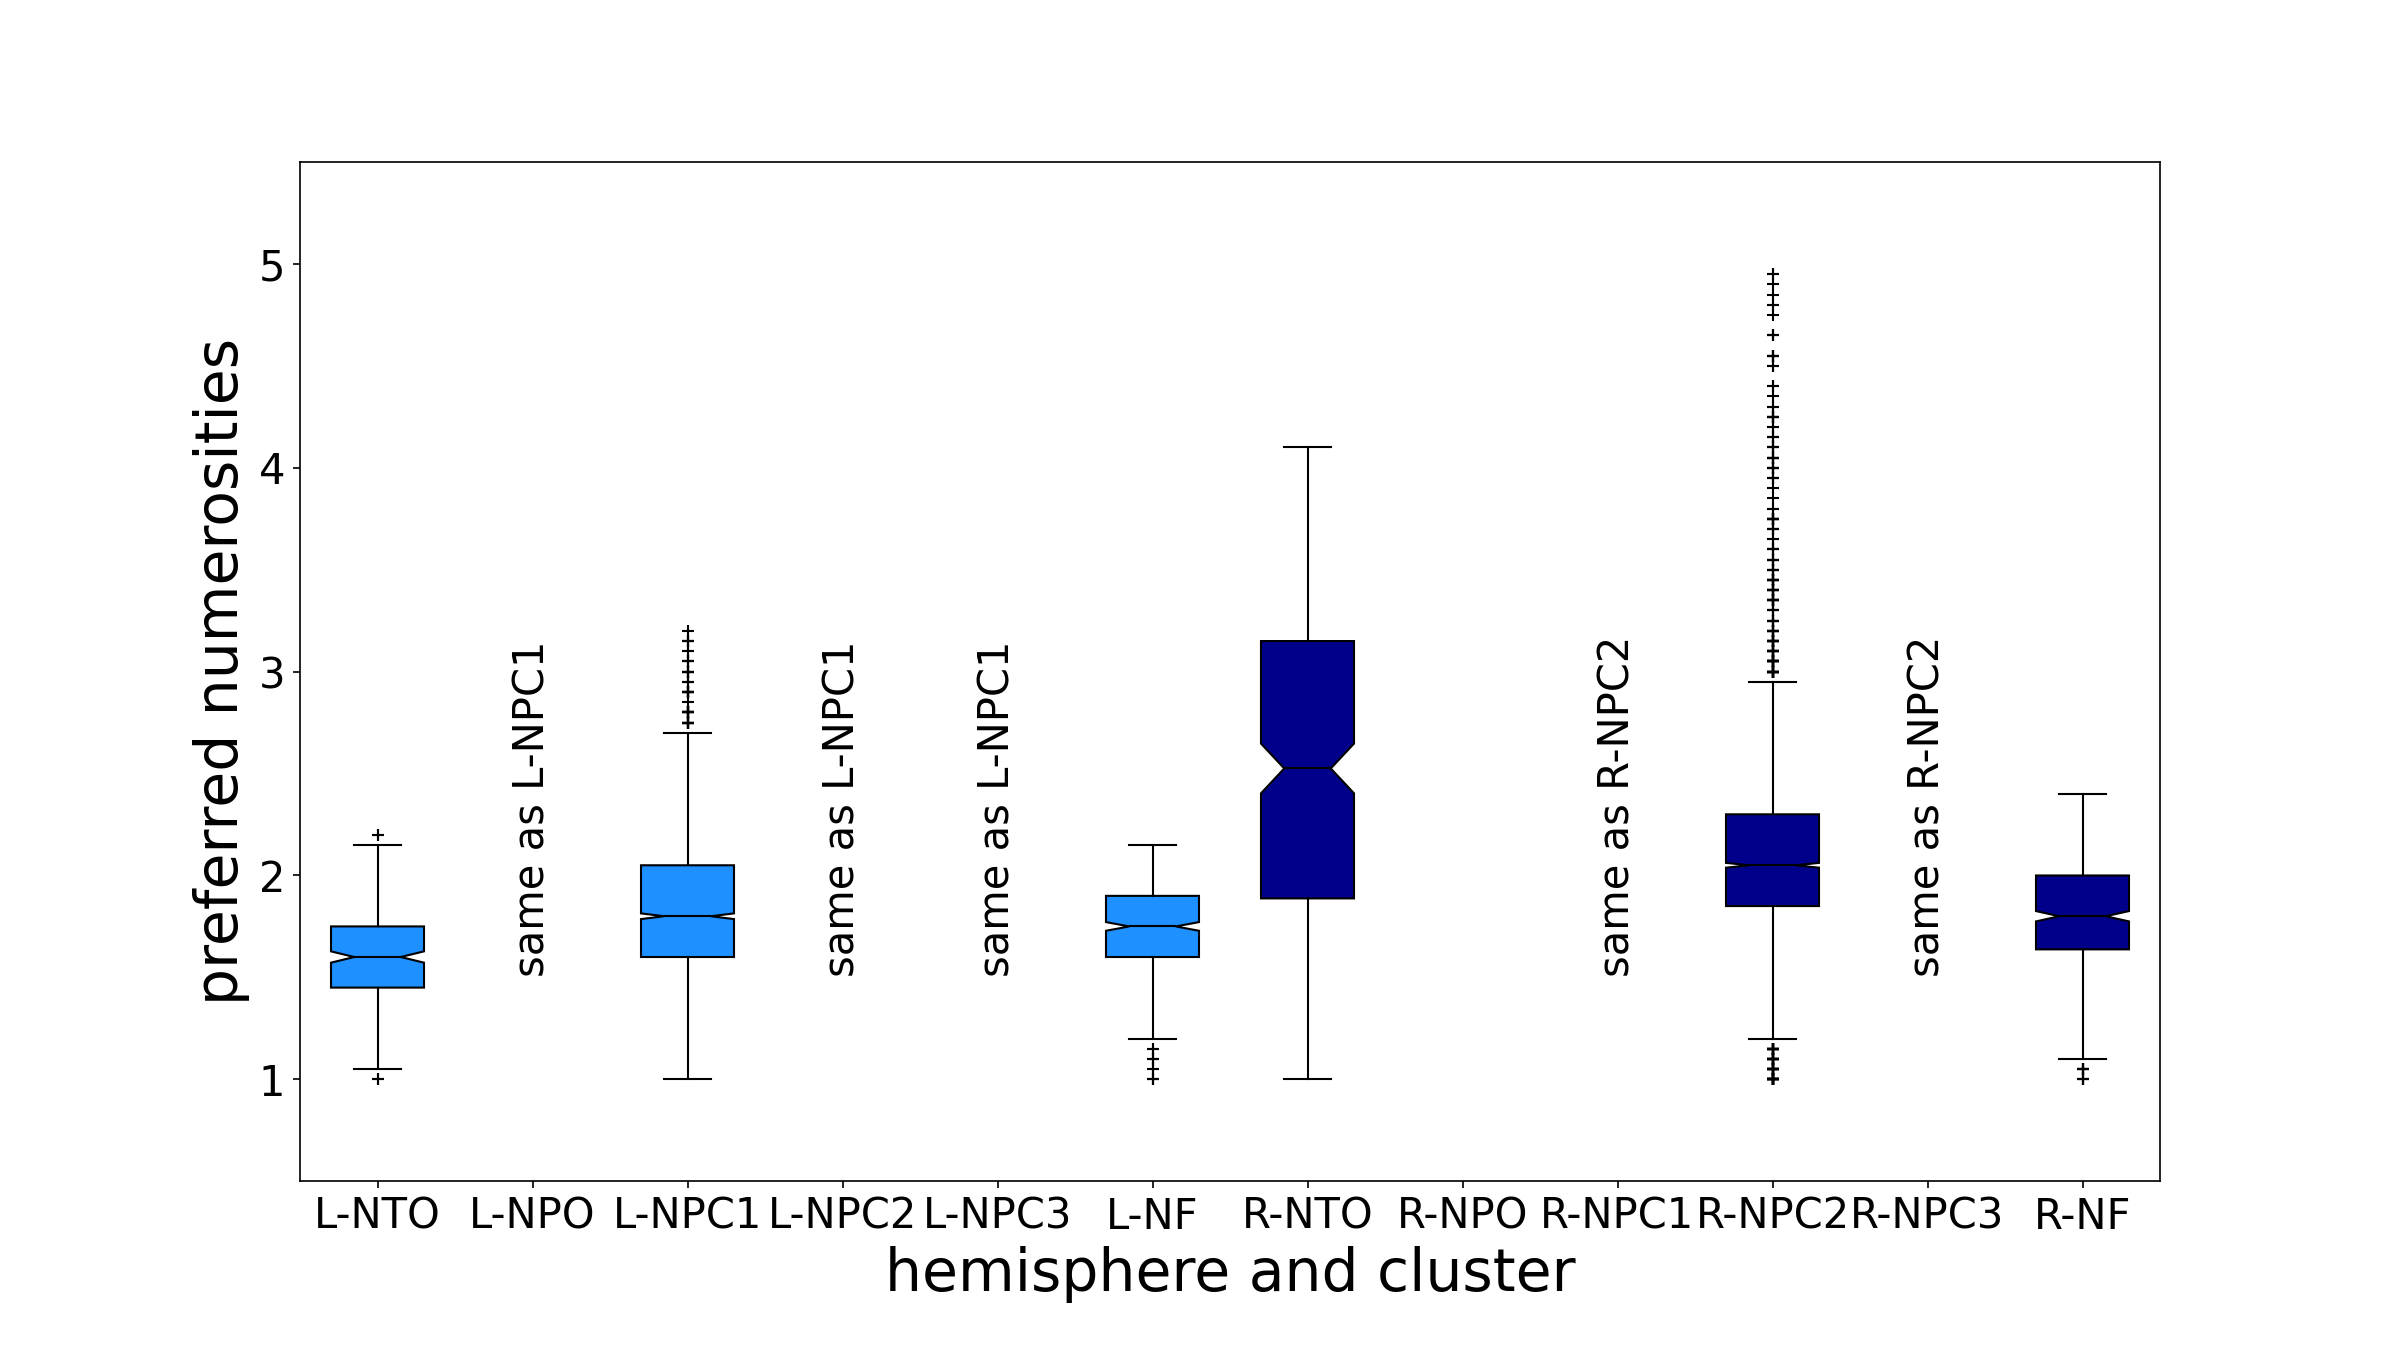 preferred numerosities
5
4
3
2
1
same as L-NPC1
same as L-NPC1
same as L-NPC1
same as R-NPC2
same as R-NPC2
L-NTO L-NPO L-NPC1 L-NPC2 L-NPC3 L-NF R-NTO R-NPO R-NPC1 R-NPC2 R-NPC3 R-NF
hemisphere and cluster